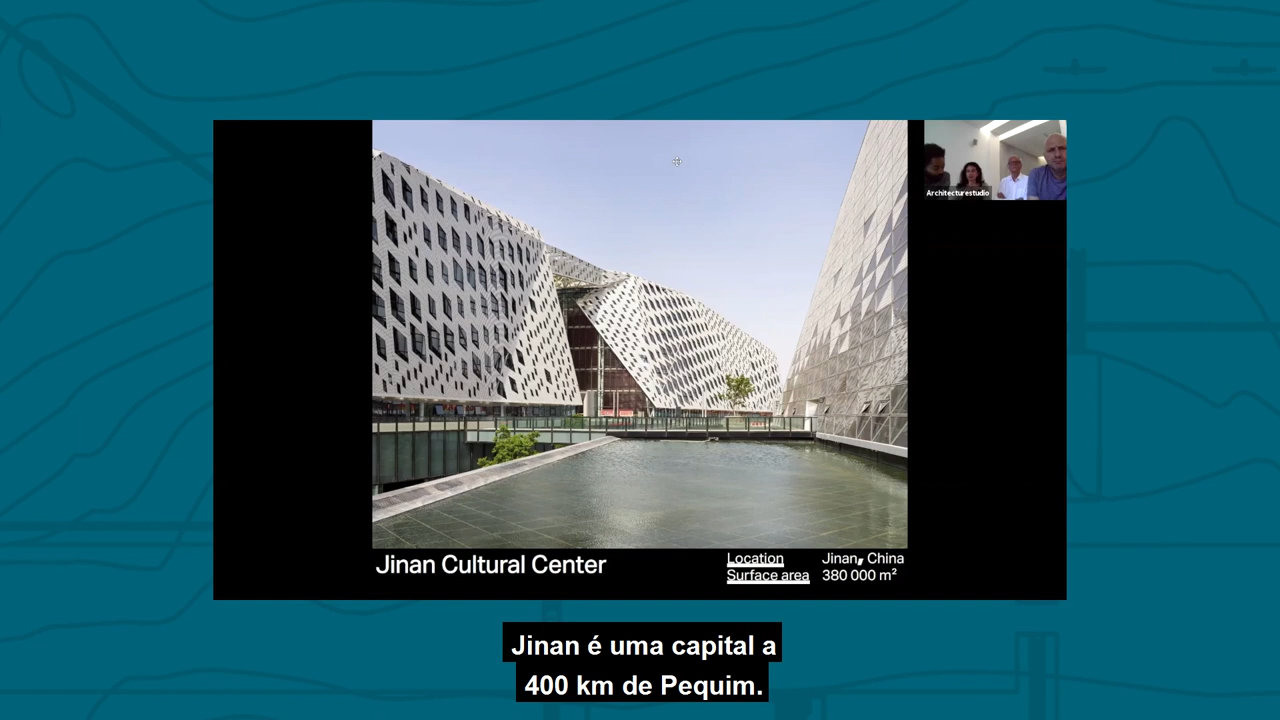 Architecturestudio
Jinan Cultural Center
Location Jinan, China
Surface area 380 000 m²
Jinan é uma capital a
400 km de Pequim.